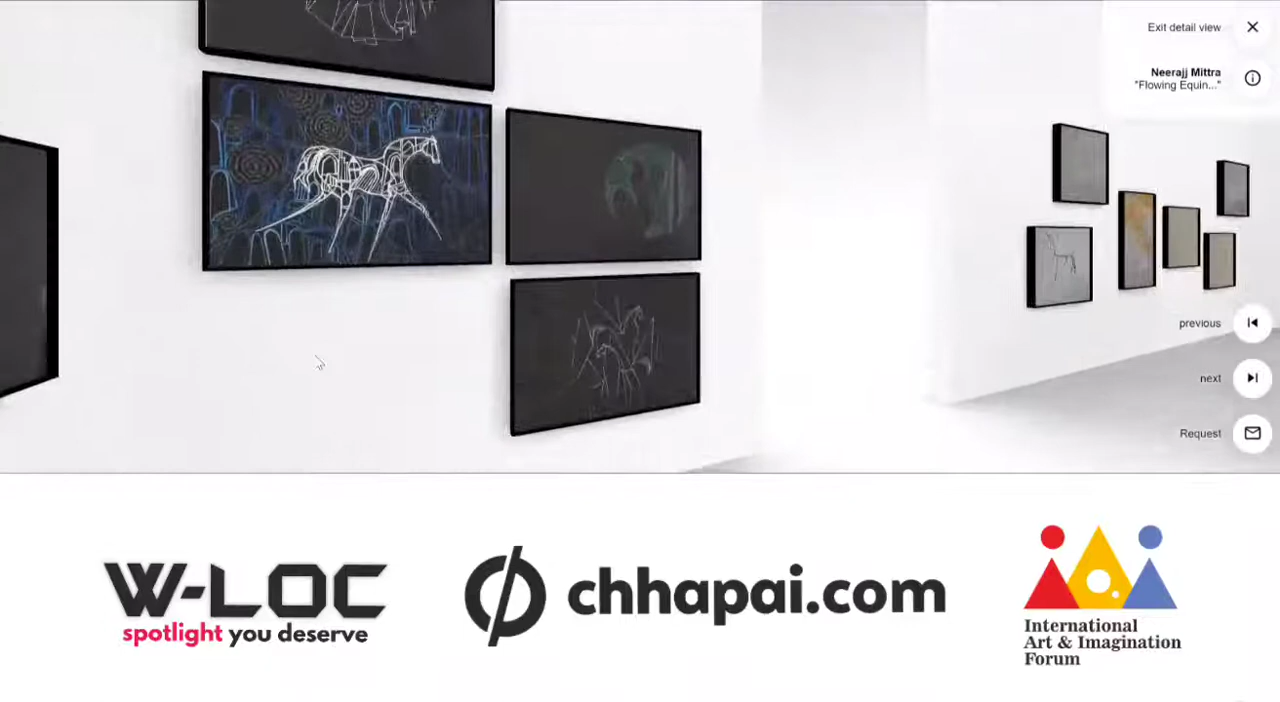 Exit detail view
Neerajj Mittra
"Flowing Equin..."
previous
next
Request
W-LOC
spotlight you deserve
chhapai.com
International
Art & Imagination
Forum